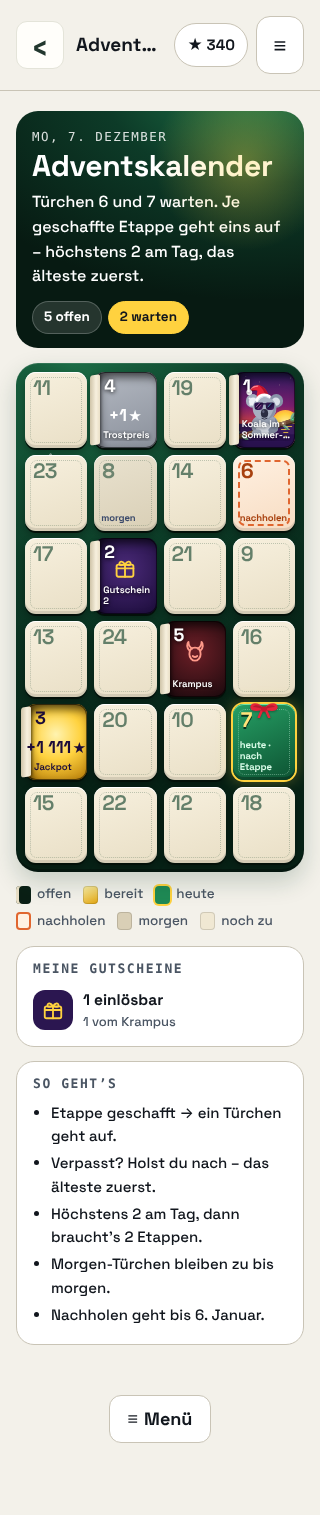 < Advent... ★ 340 ≡
MO, 7. DEZEMBER
Adventskalender
Türchen 6 und 7 warten. Je
geschaffte Etappe geht eins auf
– höchstens 2 am Tag, das
älteste zuerst.
5 offen 2 warten
11
4
+1★
Trostpreis
19
1
Koala im
Sommer-...
23
8
morgen
14
6
nachholen
17
2
Gutschein
2
21
9
13
24
5
Krampus
16
3
+1 111 ★
Jackpot
20
10
7
heute ·
nach
Etappe
15
22
12
18
offen bereit heute
nachholen morgen noch zu
MEINE GUTSCHEINE
1 einlösbar
1 vom Krampus
SO GEHT’S
• Etappe geschafft → ein Türchen
geht auf.
• Verpasst? Holst du nach – das
älteste zuerst.
• Höchstens 2 am Tag, dann
braucht’s 2 Etappen.
• Morgen-Türchen bleiben zu bis
morgen.
• Nachholen geht bis 6. Januar.
≡ Menü